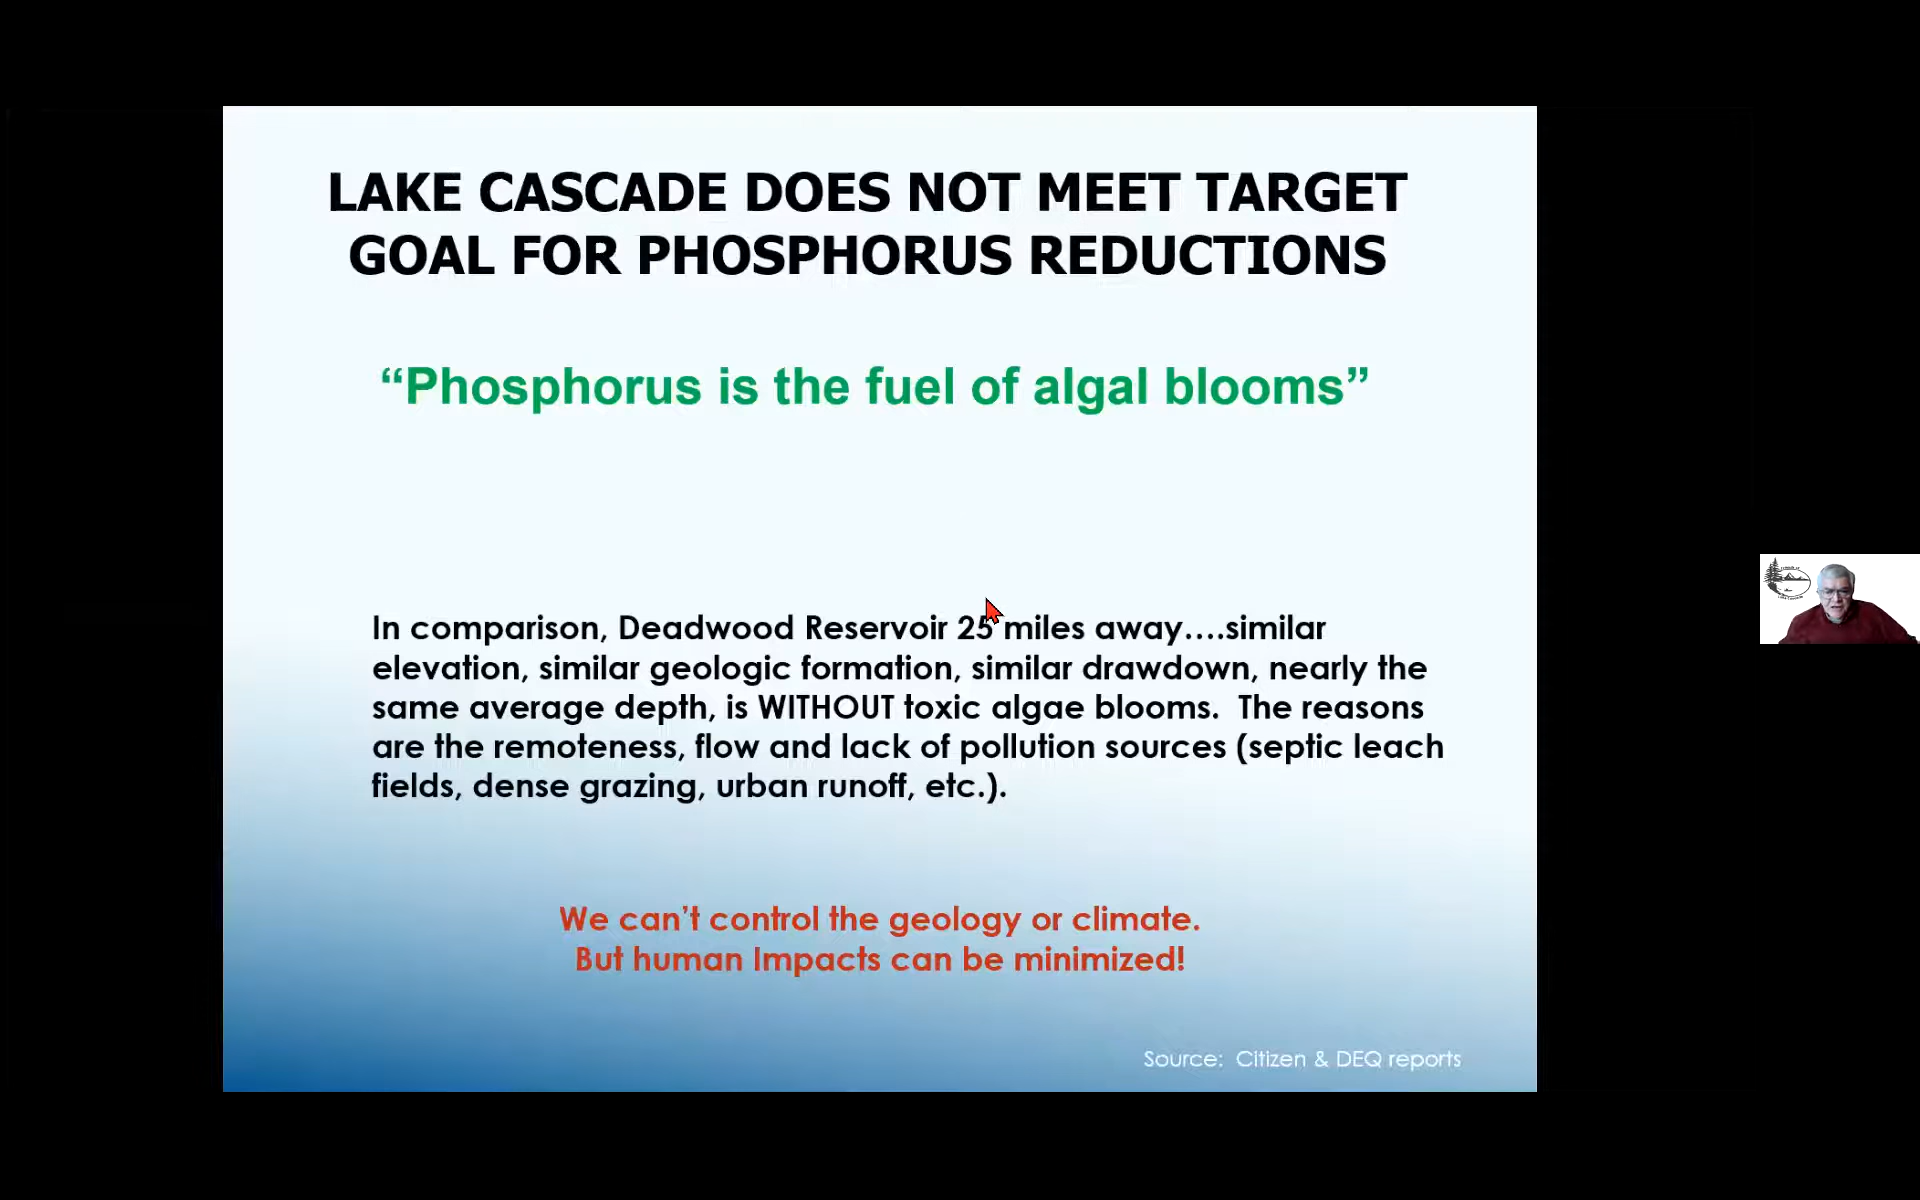 LAKE CASCADE DOES NOT MEET TARGET
GOAL FOR PHOSPHORUS REDUCTIONS
“Phosphorus is the fuel of algal blooms”
In comparison, Deadwood Reservoir 25 miles away….similar
elevation, similar geologic formation, similar drawdown, nearly the
same average depth, is WITHOUT toxic algae blooms.  The reasons
are the remoteness, flow and lack of pollution sources (septic leach
fields, dense grazing, urban runoff, etc.).
We can’t control the geology or climate.
But human Impacts can be minimized!
Source:  Citizen & DEQ reports